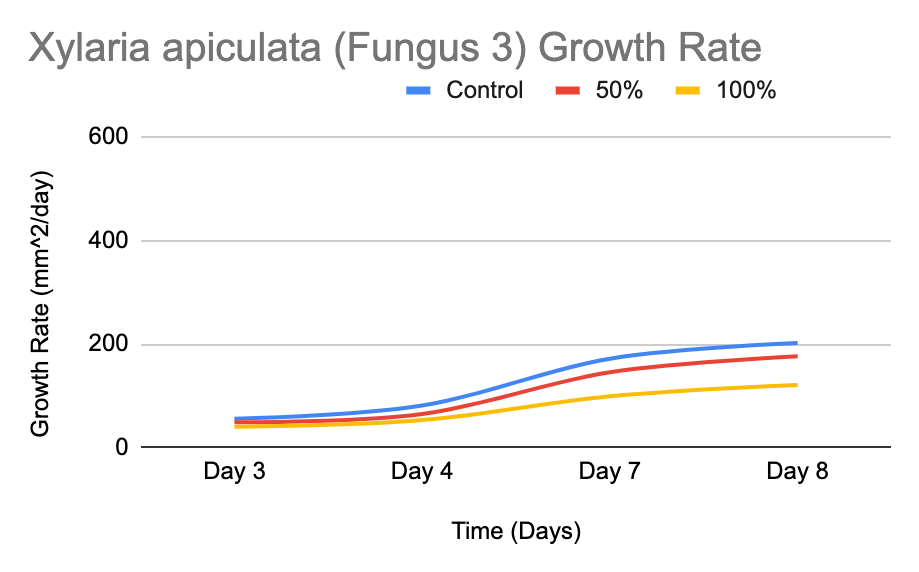 Xylaria apiculata (Fungus 3) Growth Rate
Control 50% 100%
600
400
200
0
Growth Rate (mm^2/day)
Day 3 Day 4 Day 7 Day 8
Time (Days)